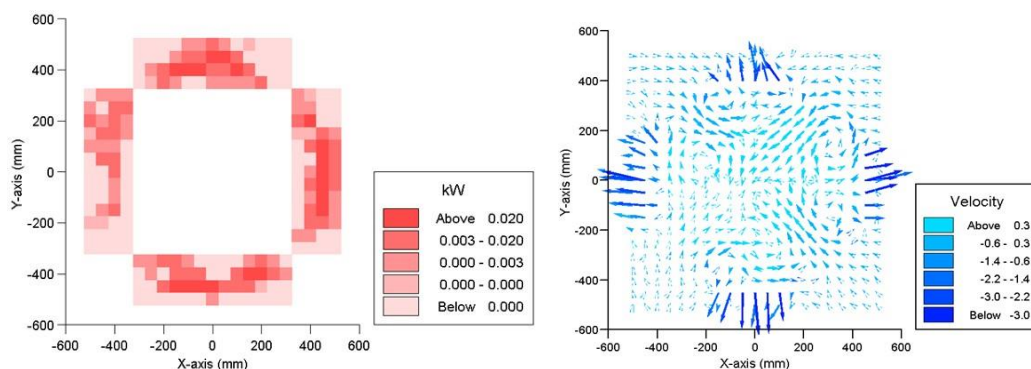 600
400
200
0
-200
-400
-600
-600 -400 -200 0 200 400 600
X-axis (mm)
Y-axis (mm)
kW
Above 0.020
0.003 - 0.020
0.000 - 0.003
0.000 - 0.000
Below 0.000
600
400
200
0
-200
-400
-600
-600 -400 -200 0 200 400 600
X-axis (mm)
Y-axis (mm)
Velocity
Above 0.3
-0.6 - 0.3
-1.4 - -0.6
-2.2 - -1.4
-3.0 - -2.2
Below -3.0